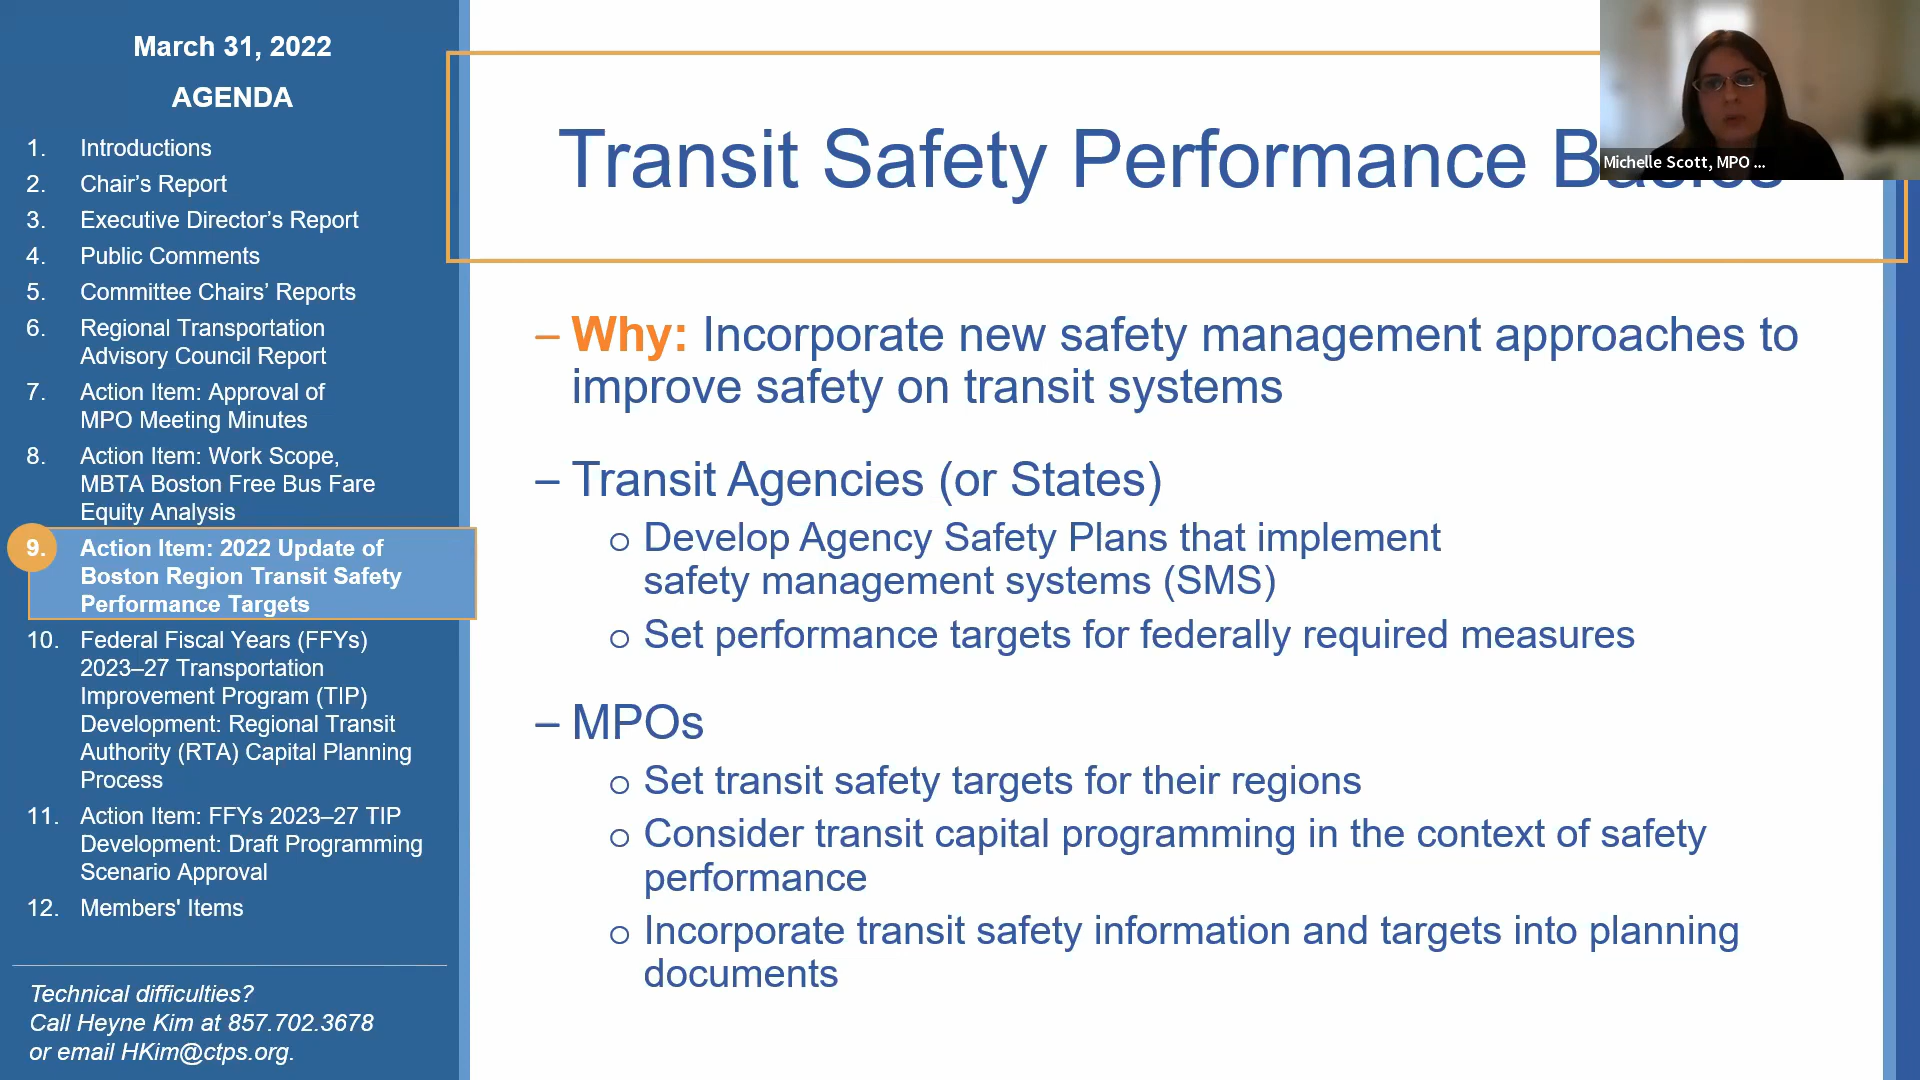 March 31, 2022
AGENDA
1. Introductions
2. Chair's Report
3. Executive Director's Report
4. Public Comments
5. Committee Chairs' Reports
6. Regional Transportation
Advisory Council Report
7. Action Item: Approval of
MPO Meeting Minutes
8. Action Item: Work Scope,
MBTA Boston Free Bus Fare
Equity Analysis
9. Action Item: 2022 Update of
Boston Region Transit Safety
Performance Targets
10. Federal Fiscal Years (FFYs)
2023–27 Transportation
Improvement Program (TIP)
Development: Regional Transit
Authority (RTA) Capital Planning
Process
11. Action Item: FFYs 2023–27 TIP
Development: Draft Programming
Scenario Approval
12. Members' Items
Technical difficulties?
Call Heyne Kim at 857.702.3678
or email HKim@ctps.org.
Transit Safety Performance Basics
Michelle Scott, MPO ...
– Why: Incorporate new safety management approaches to
improve safety on transit systems
– Transit Agencies (or States)
o Develop Agency Safety Plans that implement
safety management systems (SMS)
o Set performance targets for federally required measures
– MPOs
o Set transit safety targets for their regions
o Consider transit capital programming in the context of safety
performance
o Incorporate transit safety information and targets into planning
documents